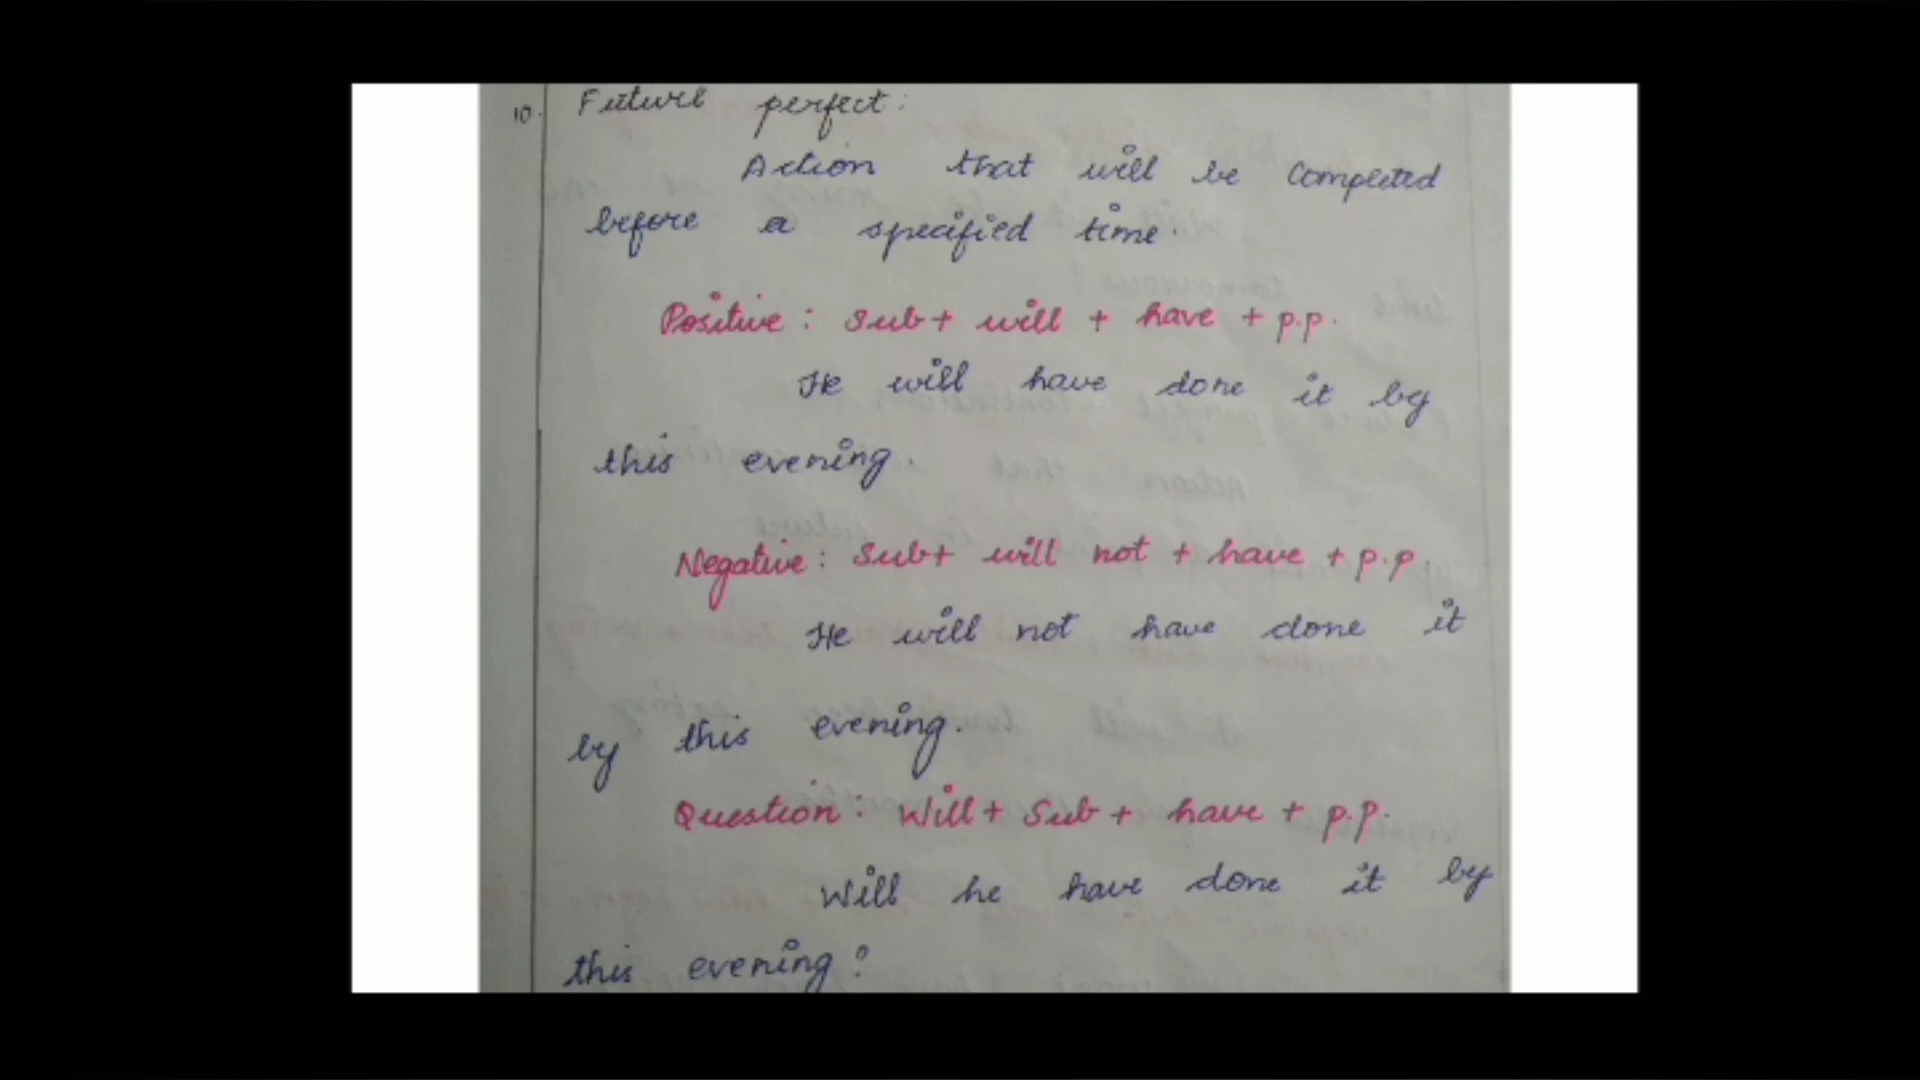 10. Future perfect:
Action that will be completed
before a specified time.
Positive: Sub+ will + have + p.p.
He will have done it by
this evening.
Negative: Sub+ will not + have + p.p.
He will not have done it
by this evening.
Question: Will+ Sub + have + p.p.
Will he have done it by
this evening?